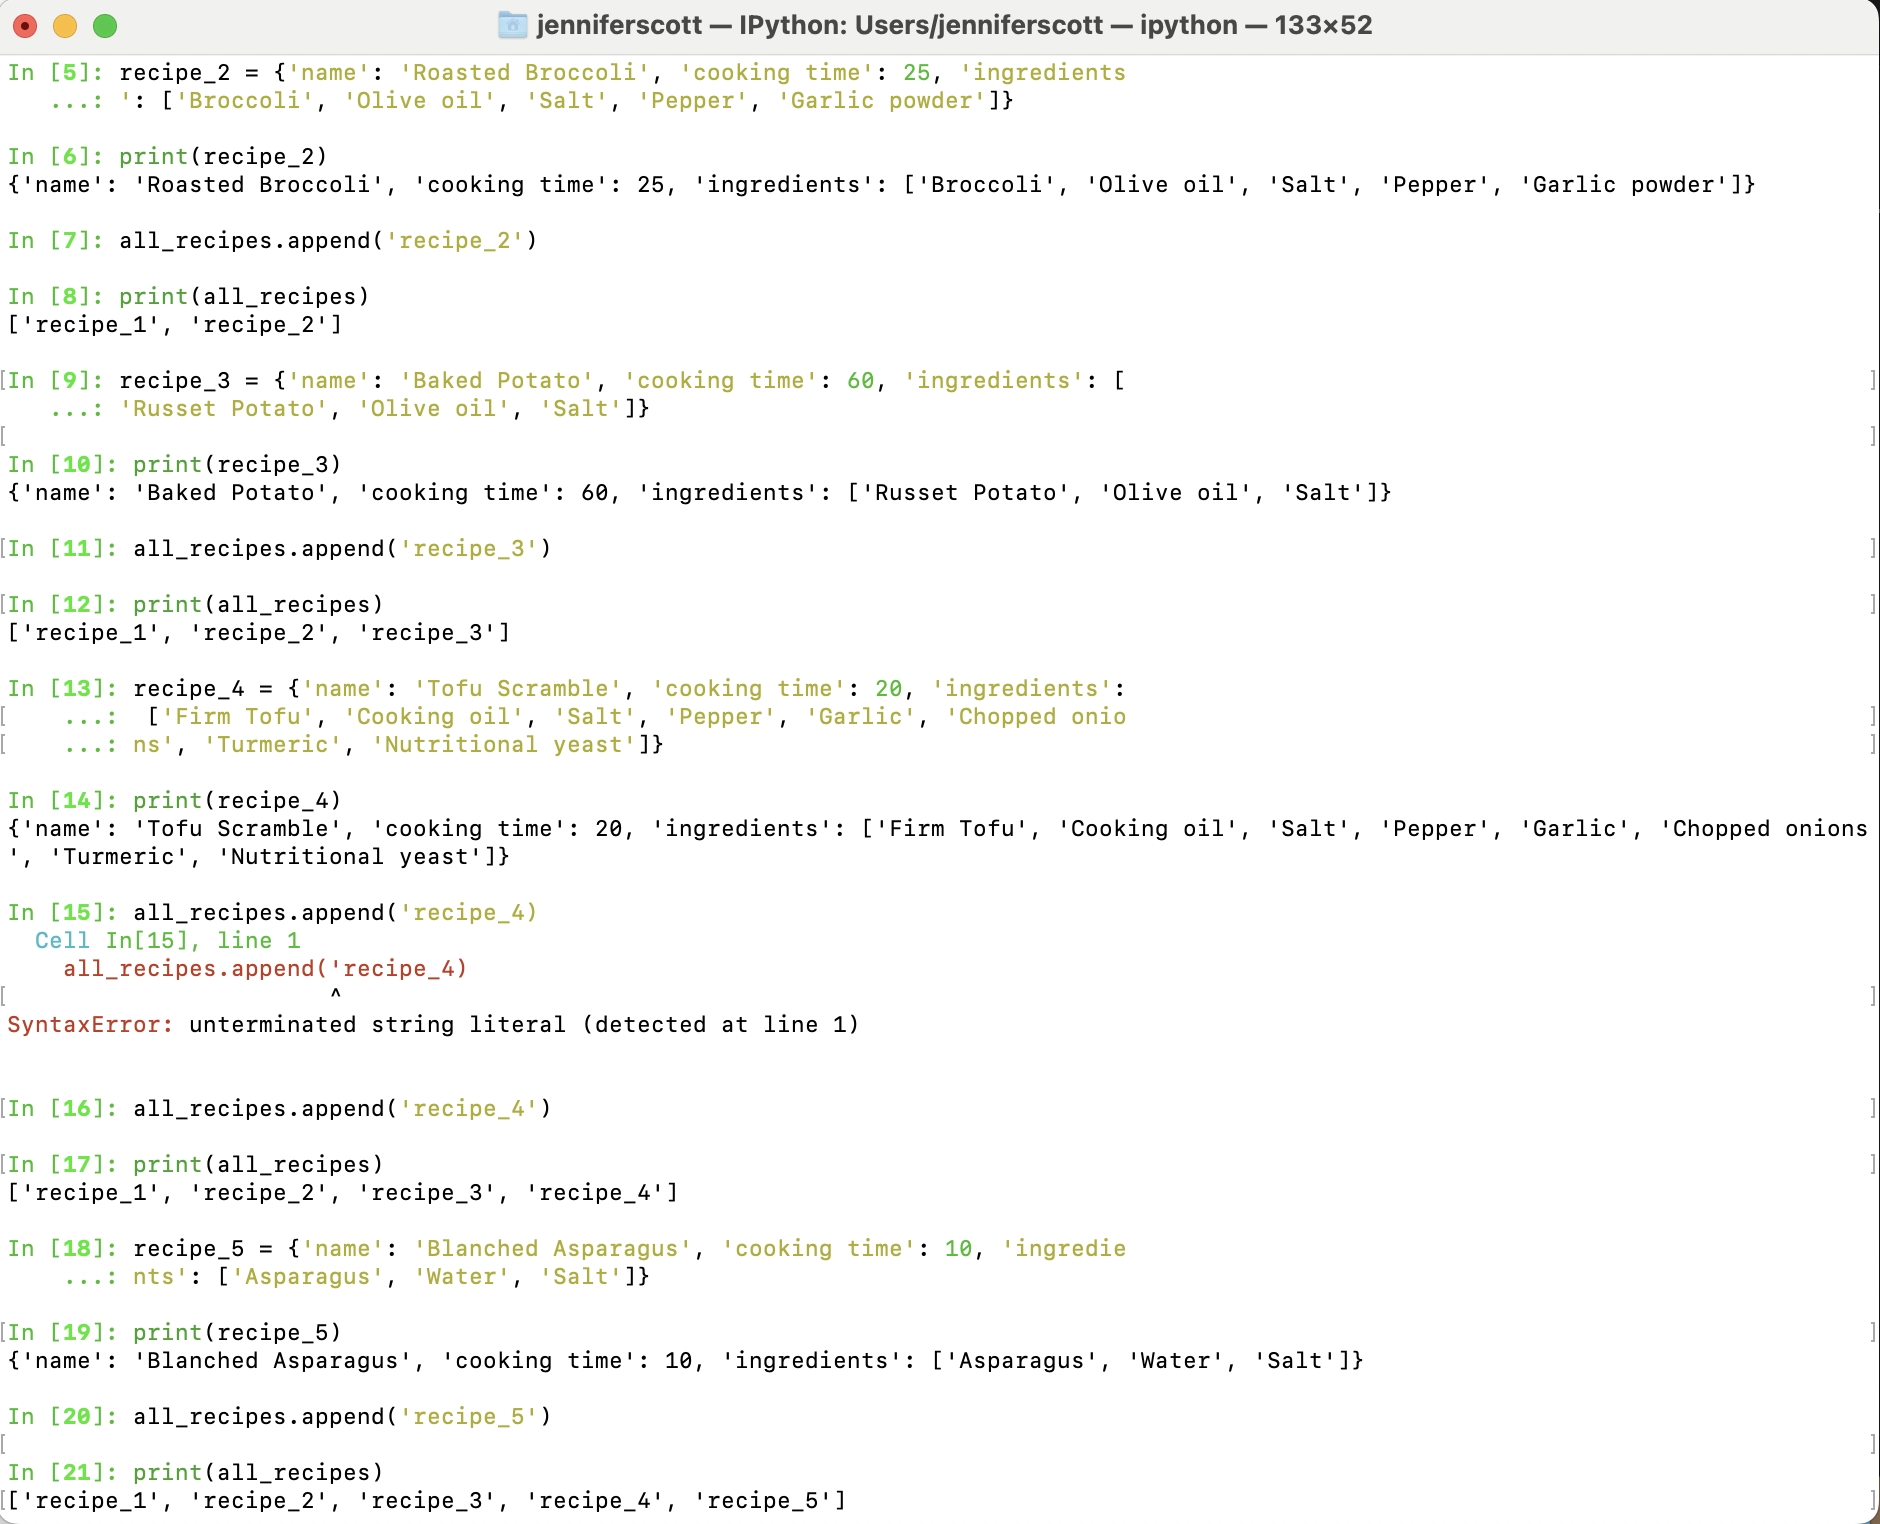 jenniferscott — IPython: Users/jenniferscott — ipython — 133×52
In [5]: recipe_2 = {'name': 'Roasted Broccoli', 'cooking time': 25, 'ingredients
   ...: ': ['Broccoli', 'Olive oil', 'Salt', 'Pepper', 'Garlic powder']}
In [6]: print(recipe_2)
{'name': 'Roasted Broccoli', 'cooking time': 25, 'ingredients': ['Broccoli', 'Olive oil', 'Salt', 'Pepper', 'Garlic powder']}
In [7]: all_recipes.append('recipe_2')
In [8]: print(all_recipes)
['recipe_1', 'recipe_2']
In [9]: recipe_3 = {'name': 'Baked Potato', 'cooking time': 60, 'ingredients': [
   ...: 'Russet Potato', 'Olive oil', 'Salt']}
In [10]: print(recipe_3)
{'name': 'Baked Potato', 'cooking time': 60, 'ingredients': ['Russet Potato', 'Olive oil', 'Salt']}
In [11]: all_recipes.append('recipe_3')
In [12]: print(all_recipes)
['recipe_1', 'recipe_2', 'recipe_3']
In [13]: recipe_4 = {'name': 'Tofu Scramble', 'cooking time': 20, 'ingredients':
    ...:  ['Firm Tofu', 'Cooking oil', 'Salt', 'Pepper', 'Garlic', 'Chopped onio
    ...: ns', 'Turmeric', 'Nutritional yeast']}
In [14]: print(recipe_4)
{'name': 'Tofu Scramble', 'cooking time': 20, 'ingredients': ['Firm Tofu', 'Cooking oil', 'Salt', 'Pepper', 'Garlic', 'Chopped onions
', 'Turmeric', 'Nutritional yeast']}
In [15]: all_recipes.append('recipe_4)
  Cell In[15], line 1
    all_recipes.append('recipe_4)
                       ^
SyntaxError: unterminated string literal (detected at line 1)
In [16]: all_recipes.append('recipe_4')
In [17]: print(all_recipes)
['recipe_1', 'recipe_2', 'recipe_3', 'recipe_4']
In [18]: recipe_5 = {'name': 'Blanched Asparagus', 'cooking time': 10, 'ingredie
    ...: nts': ['Asparagus', 'Water', 'Salt']}
In [19]: print(recipe_5)
{'name': 'Blanched Asparagus', 'cooking time': 10, 'ingredients': ['Asparagus', 'Water', 'Salt']}
In [20]: all_recipes.append('recipe_5')
In [21]: print(all_recipes)
['recipe_1', 'recipe_2', 'recipe_3', 'recipe_4', 'recipe_5']